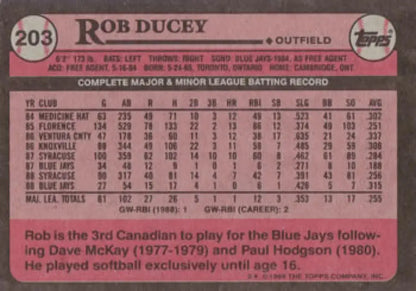 203
ROB DUCEY
OUTFIELD
TOPPS
6'2" 173 lb. BATS: LEFT THROWS: RIGHT SGND: BLUE JAYS-1984, AS FREE AGENT
ACQ: FREE AGENT, 5-16-84 BORN: 5-24-65, TORONTO, ONTARIO HOME: CAMBRIDGE, ONT.
COMPLETE MAJOR & MINOR LEAGUE BATTING RECORD
YR CLUB G AB R H 2B 3B HR RBI SB SLG BB SO AVG
84 MEDICINE HAT 63 235 49 71 10 3 12 49 13 .523 41 61 .302
85 FLORENCE 134 529 78 133 22 2 13 86 12 .374 49 103 .251
86 VENTURA CNTY 47 178 36 60 11 3 12 38 17 .635 21 24 .337
86 KNOXVILLE 88 344 49 106 22 3 11 58 7 .485 29 59 .308
87 SYRACUSE 100 359 62 102 14 10 10 60 8 .462 61 89 .284
87 BLUE JAYS 34 48 12 9 1 0 1 6 2 .271 8 10 .188
88 SYRACUSE 90 317 40 81 14 4 7 42 7 .391 43 81 .256
88 BLUE JAYS 27 54 15 17 4 1 0 6 1 .426 5 7 .315
MAJ. LEA. TOTALS 61 102 27 26 5 1 1 12 3 .353 13 17 .255
GW-RBI (1988): 1 GW-RBI (CAREER): 2
Rob is the 3rd Canadian to play for the Blue Jays follow-
ing Dave McKay (1977-1979) and Paul Hodgson (1980).
He played softball exclusively until age 16.
© 1989 THE TOPPS COMPANY, INC.